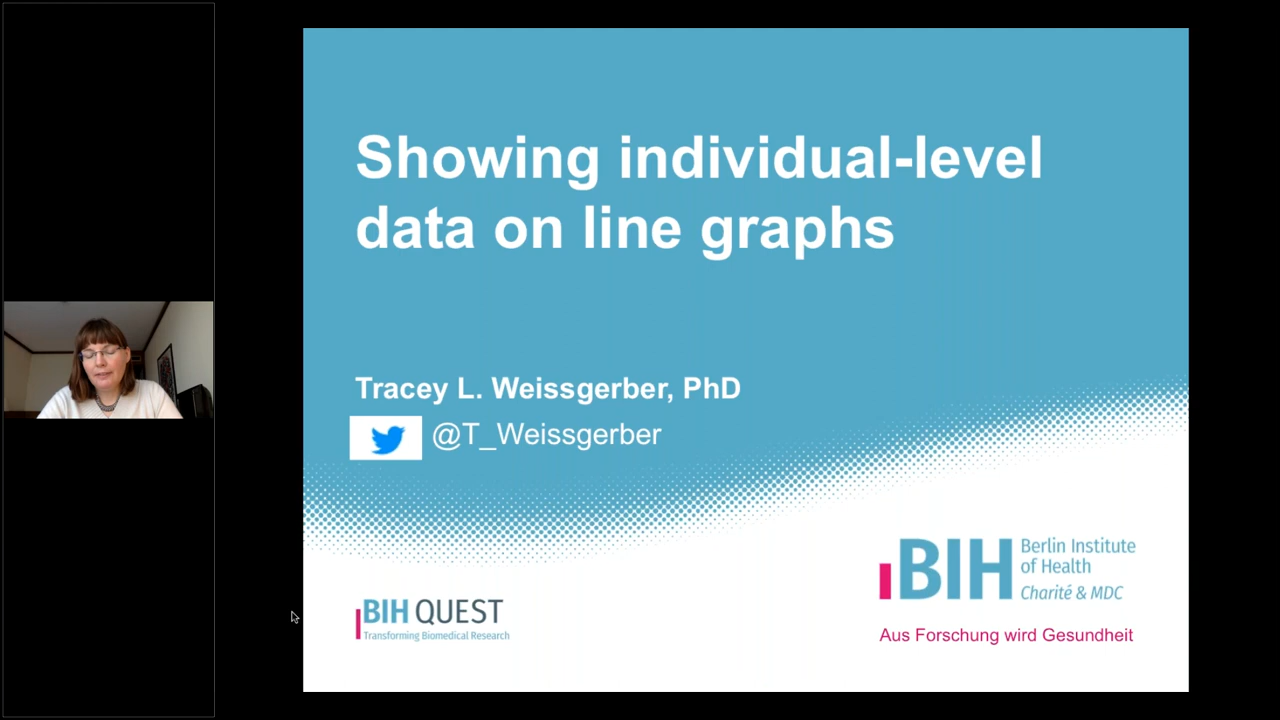 Showing individual-level
data on line graphs
Tracey L. Weissgerber, PhD
@T_Weissgerber
BIH QUEST
Transforming Biomedical Research
BIH
Berlin Institute
of Health
Charité & MDC
Aus Forschung wird Gesundheit